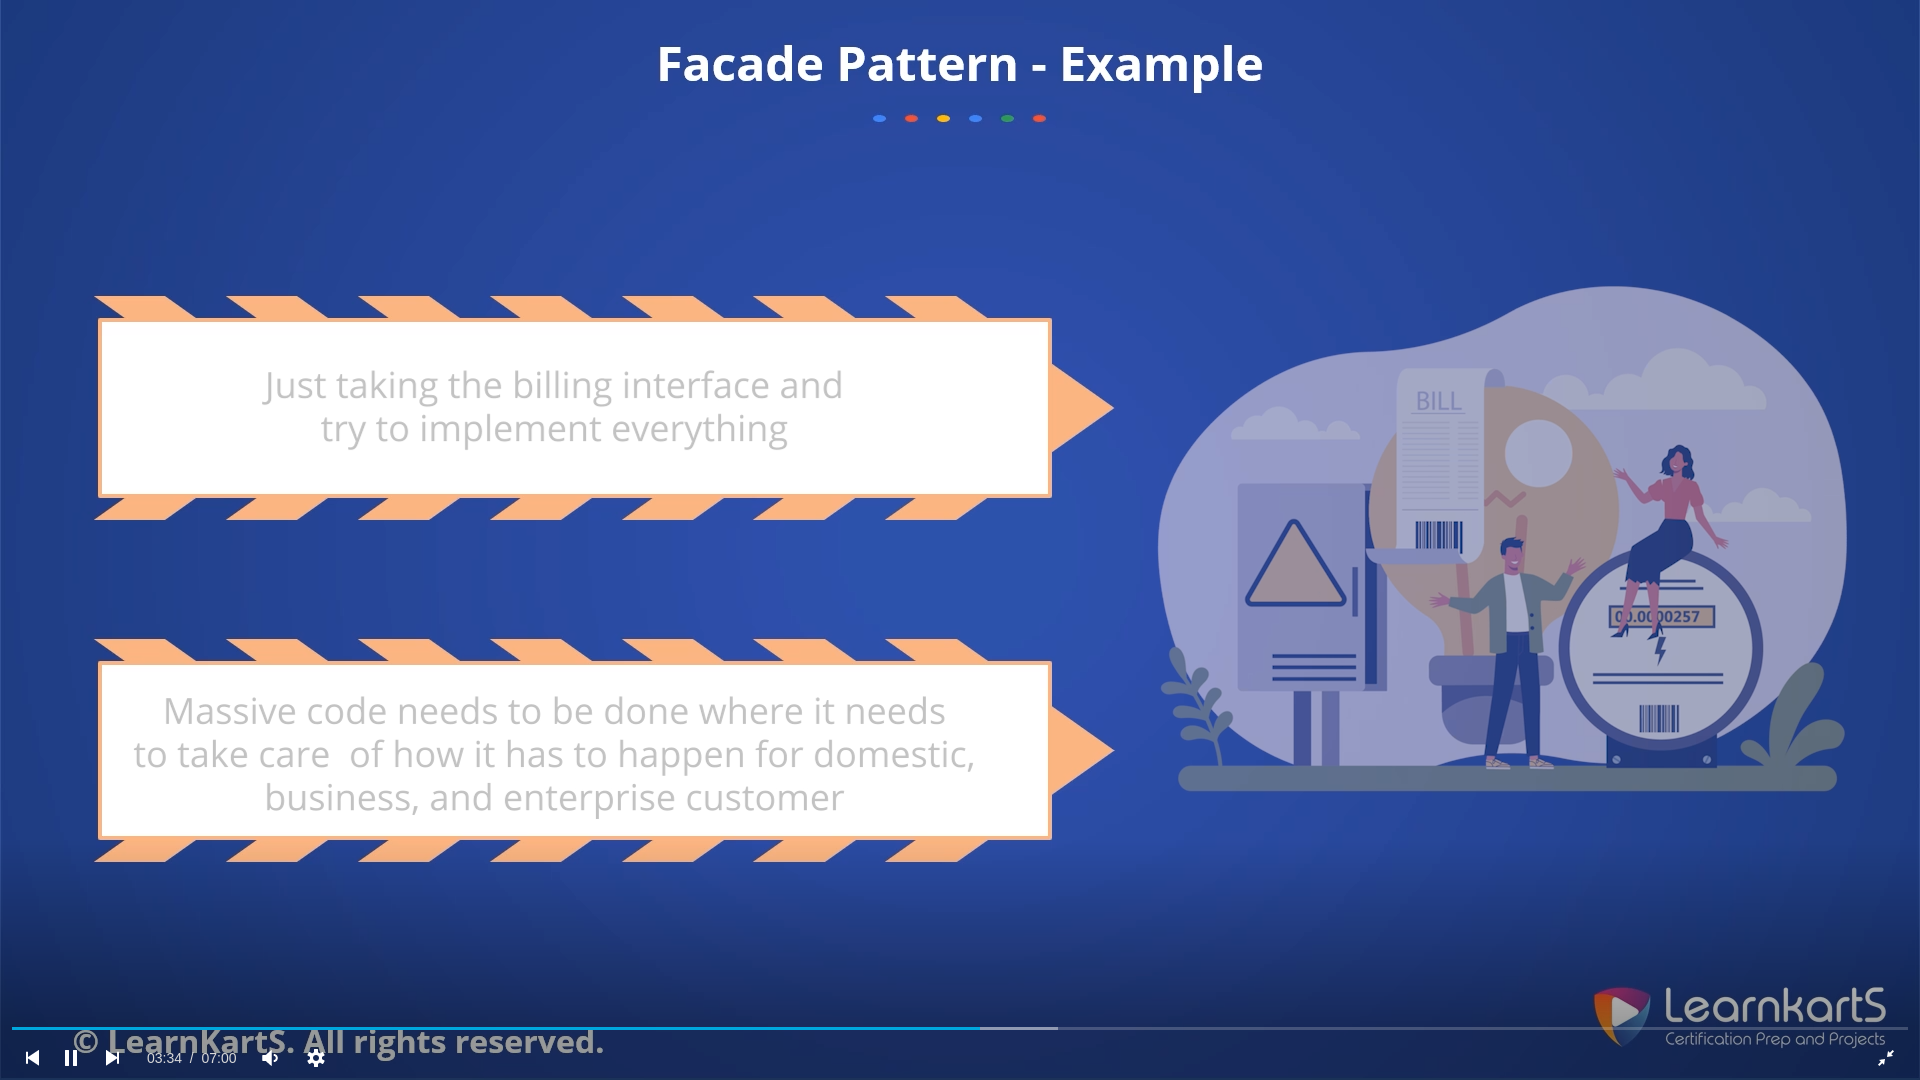 Facade Pattern - Example
Just taking the billing interface and
try to implement everything
BILL
00.0000257
Massive code needs to be done where it needs
to take care  of how it has to happen for domestic,
business, and enterprise customer
LearnkartS
Certification Prep and Projects
© LearnKartS. All rights reserved.
03:34 / 07:00